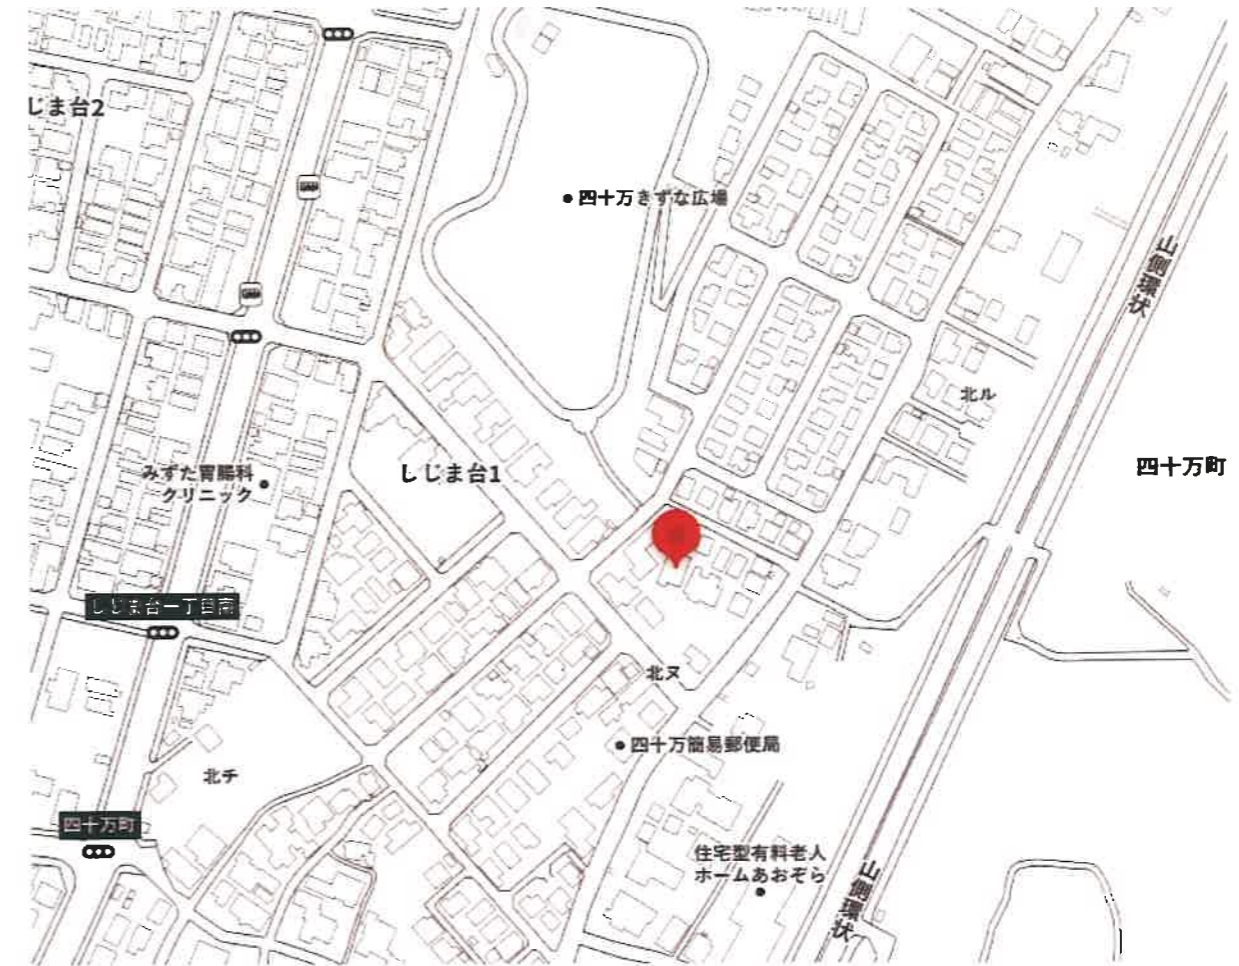 じま台2
四十万きずな広場
山側環状
北ル
四十万町
みずた胃腸科
クリニック
しじま台1
しじま台一丁目南
北ヌ
四十万簡易郵便局
北チ
四十万町
住宅型有料老人
ホームあおぞら
山側環状